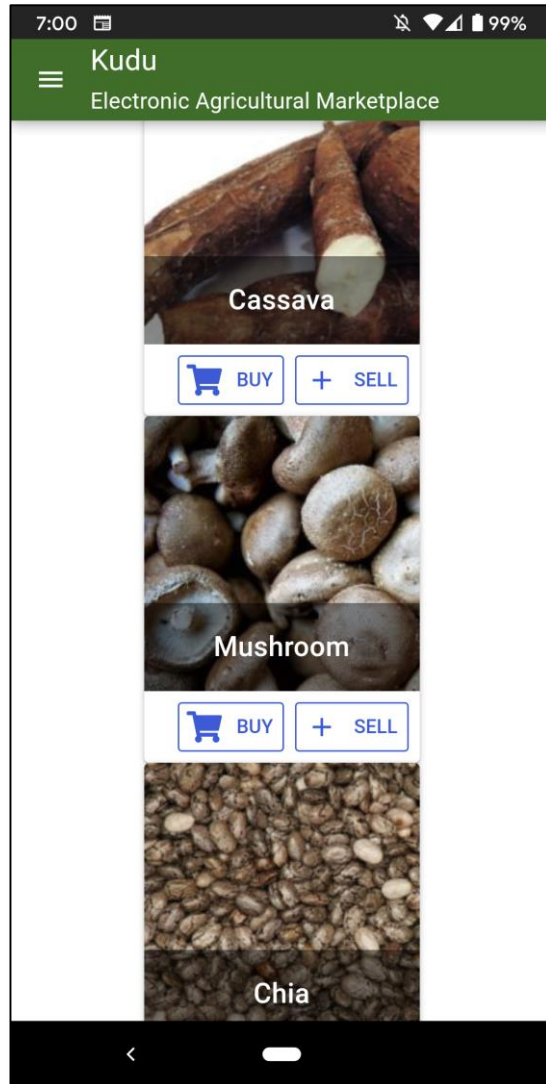 7:00 99%
Kudu
Electronic Agricultural Marketplace
Cassava
BUY + SELL
Mushroom
BUY + SELL
Chia